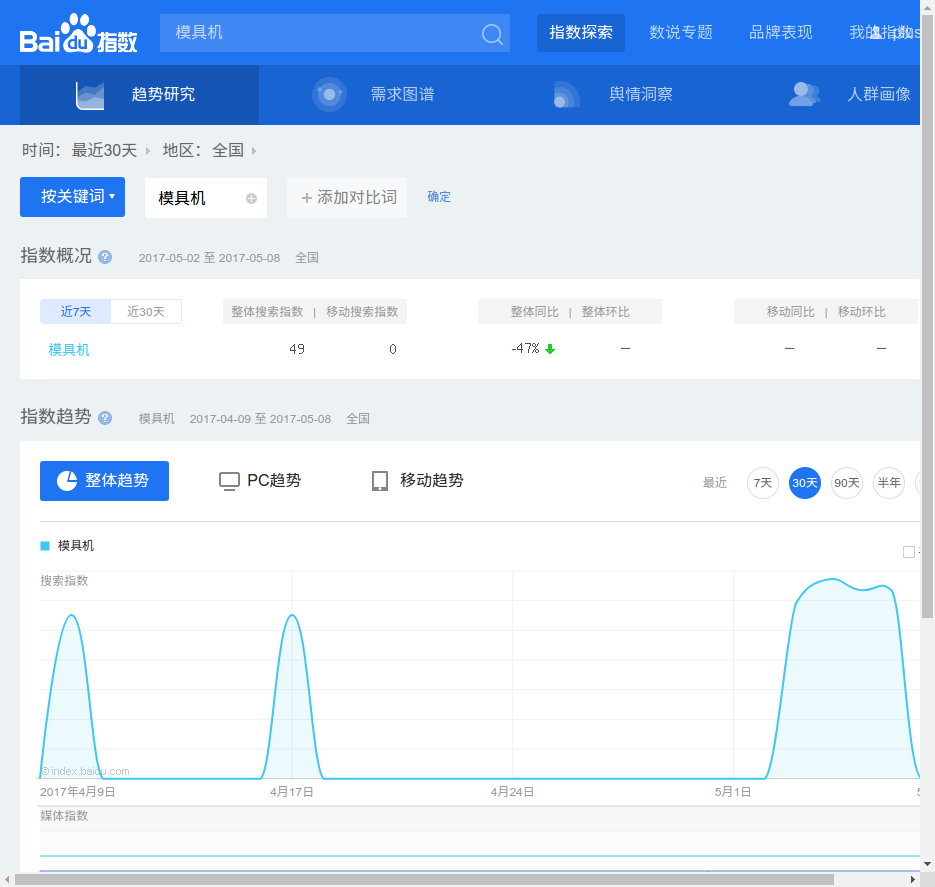 Bai du 指数 模具机 指数探索 数说专题 品牌表现 我的指数
趋势研究 需求图谱 舆情洞察 人群画像
时间： 最近30天 地区： 全国
按关键词 模具机 +添加对比词 确定
指数概况 ? 2017-05-02 至 2017-05-08 全国
近7天 近30天 整体搜索指数 | 移动搜索指数 整体同比 | 整体环比 移动同比 | 移动环比
模具机 49 0 -47% — — —
指数趋势 ? 模具机 2017-04-09 至 2017-05-08 全国
整体趋势 PC趋势 移动趋势 最近 7天 30天 90天 半年
模具机
搜索指数
©index.baidu.com
2017年4月9日 4月17日 4月24日 5月1日
媒体指数